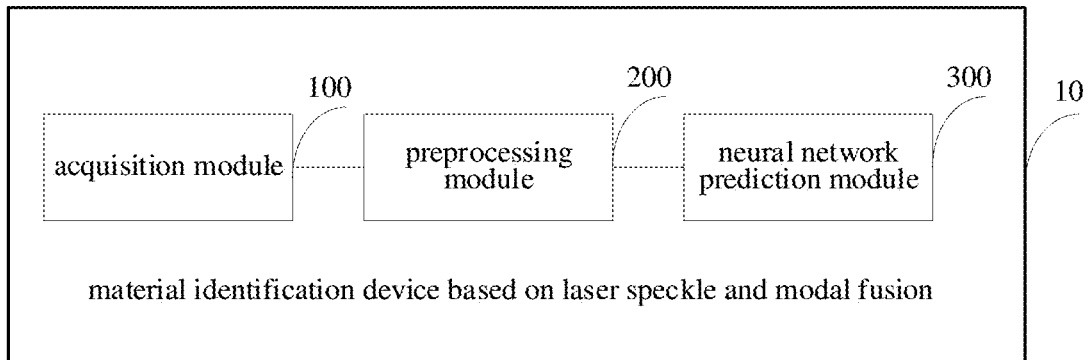 100
200
300
10
acquisition module
preprocessing
module
neural network
prediction module
material identification device based on laser speckle and modal fusion